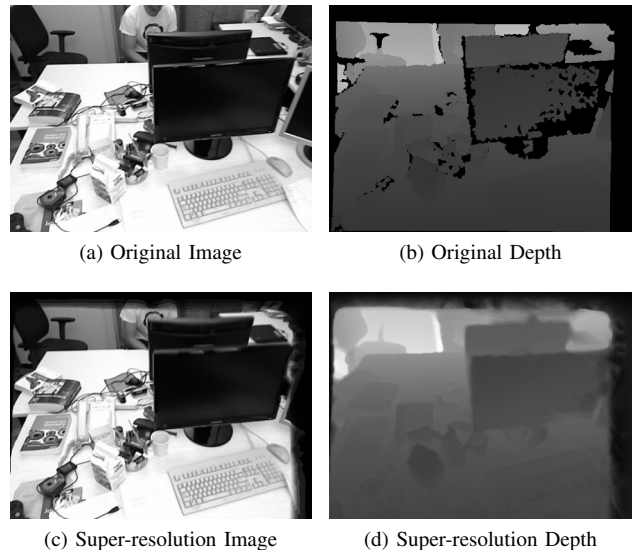 (a) Original Image
(b) Original Depth
(c) Super-resolution Image
(d) Super-resolution Depth